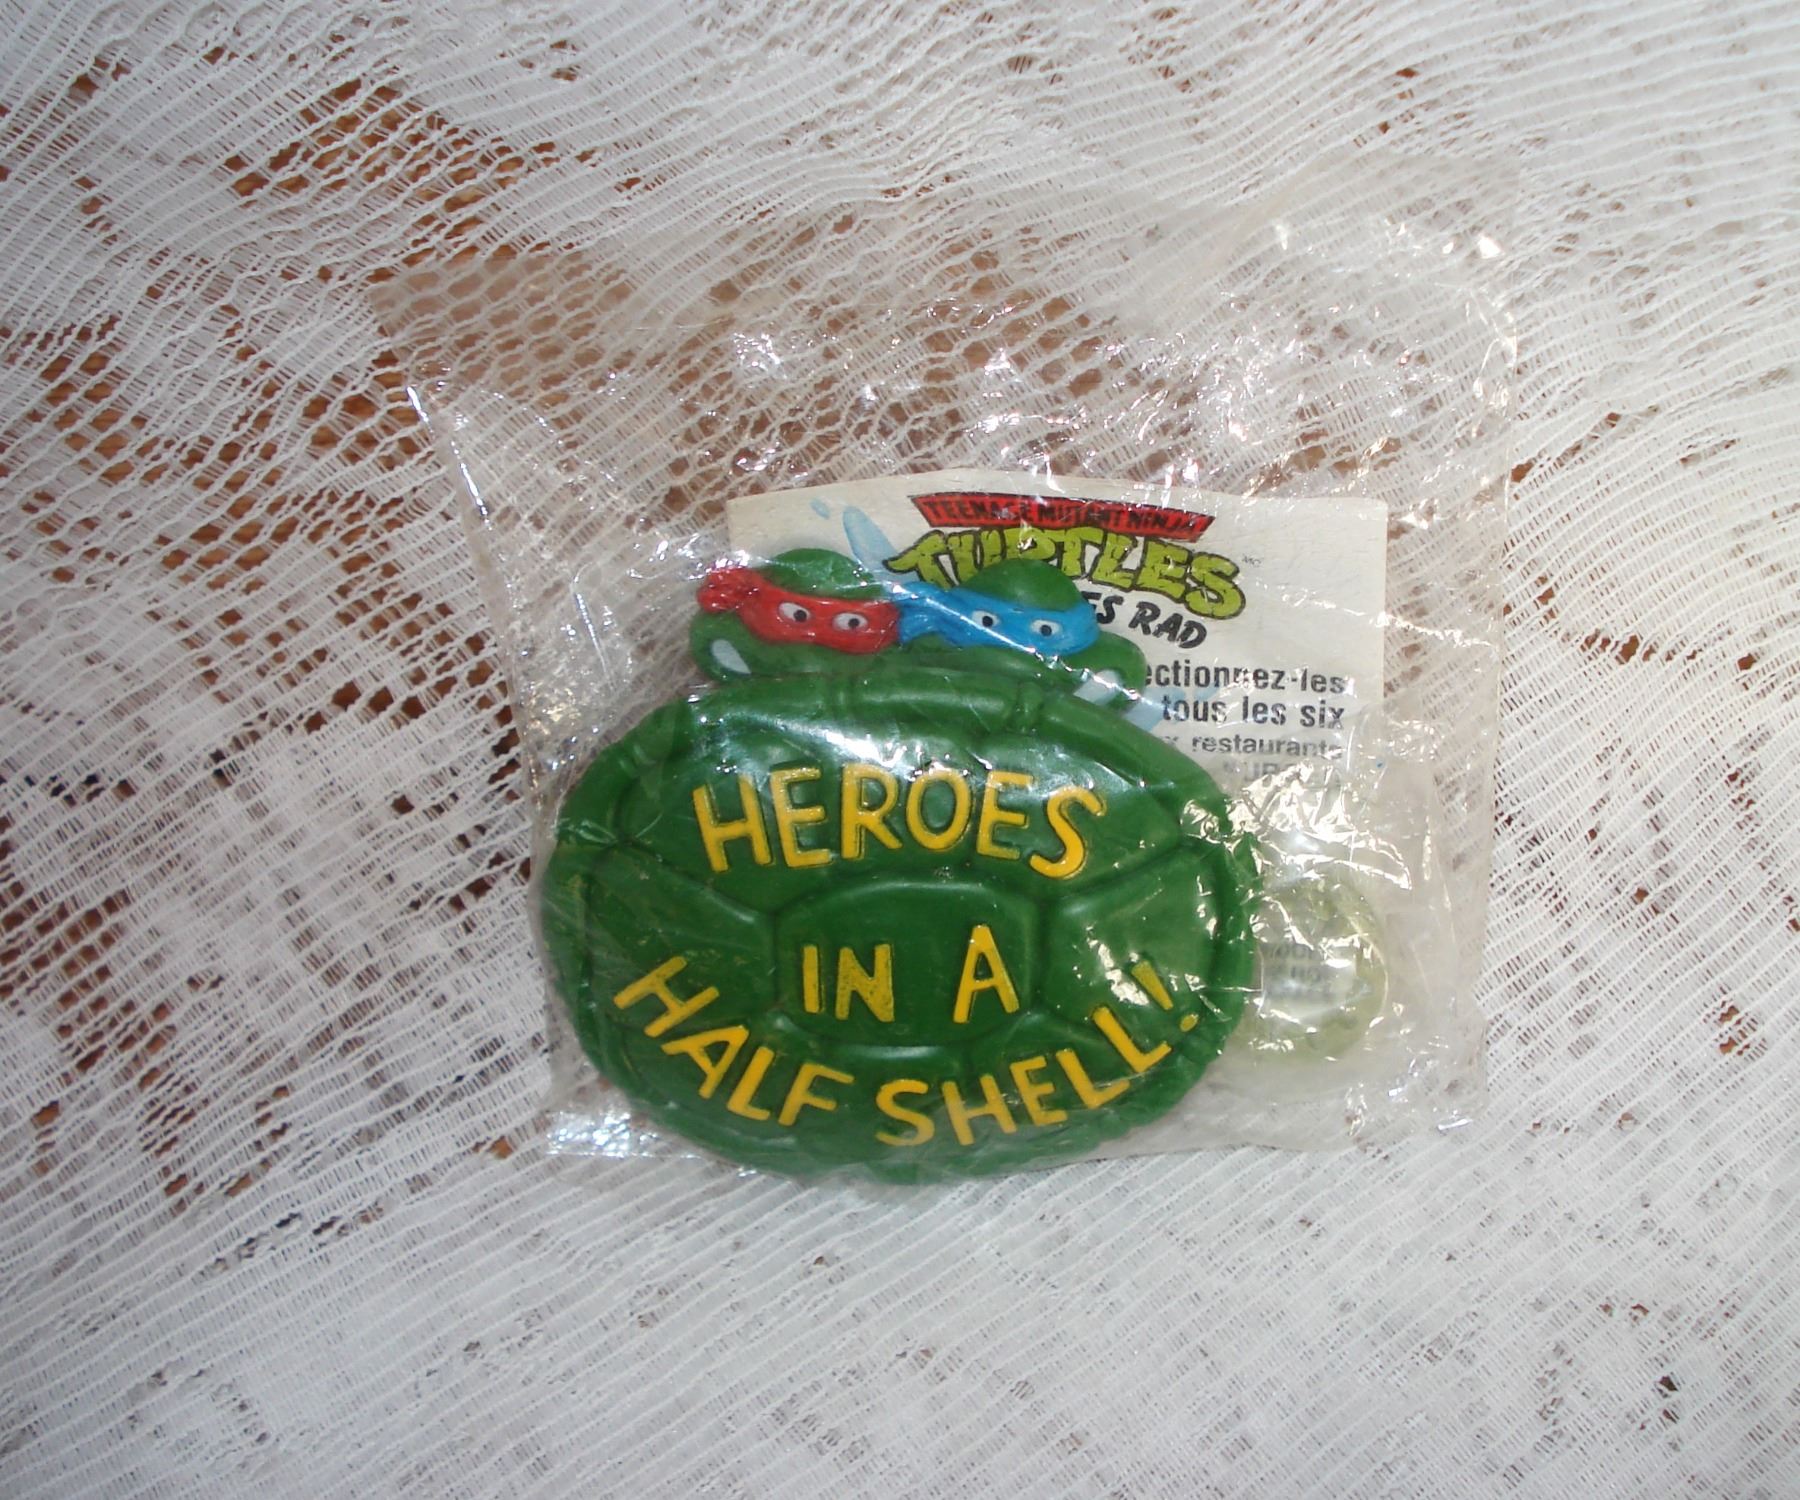 TEENAGE MUTANT NINJA
TURTLES
ES RAD
ectionnez-les
tous les six
x restaurants
HEROES
IN A
HALF SHELL!